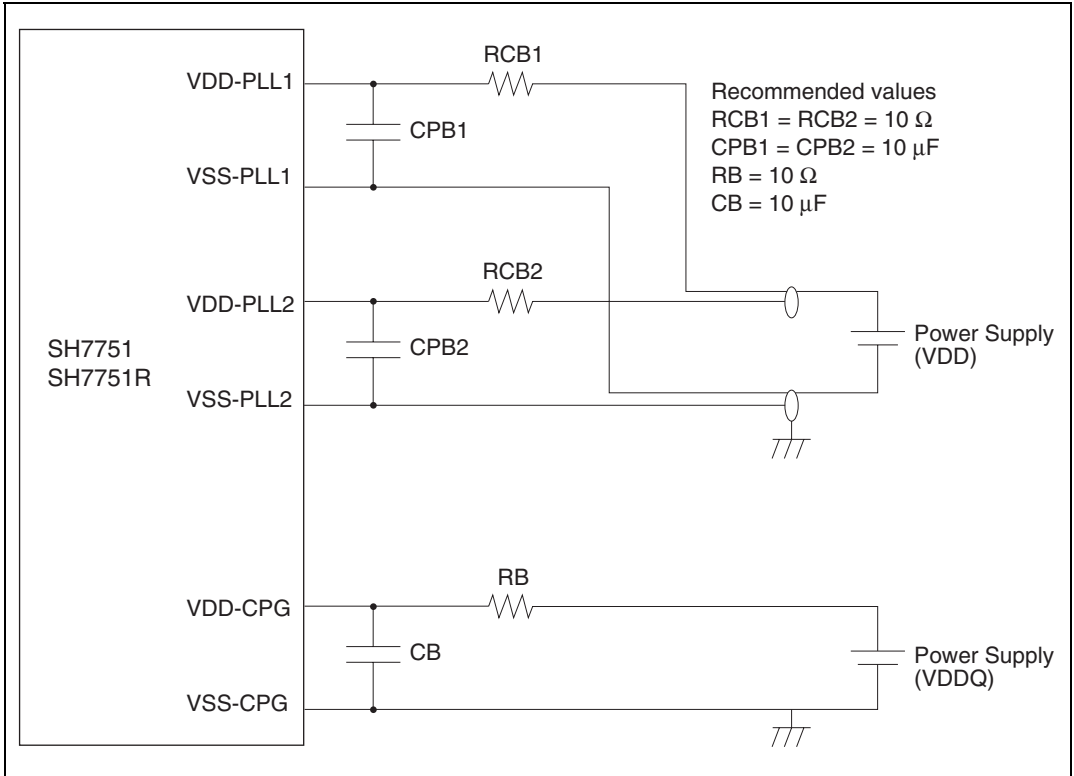 RCB1
VDD-PLL1
CPB1
VSS-PLL1
Recommended values
RCB1 = RCB2 = 10 Ω
CPB1 = CPB2 = 10 μF
RB = 10 Ω
CB = 10 μF
RCB2
VDD-PLL2
CPB2
VSS-PLL2
SH7751
SH7751R
Power Supply
(VDD)
RB
VDD-CPG
CB
VSS-CPG
Power Supply
(VDDQ)